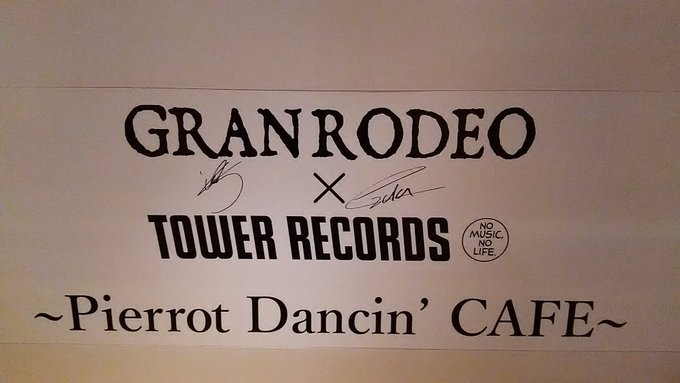 GRANRODEO
×
TOWER RECORDS
NO
MUSIC,
NO
LIFE.
~Pierrot Dancin' CAFE~